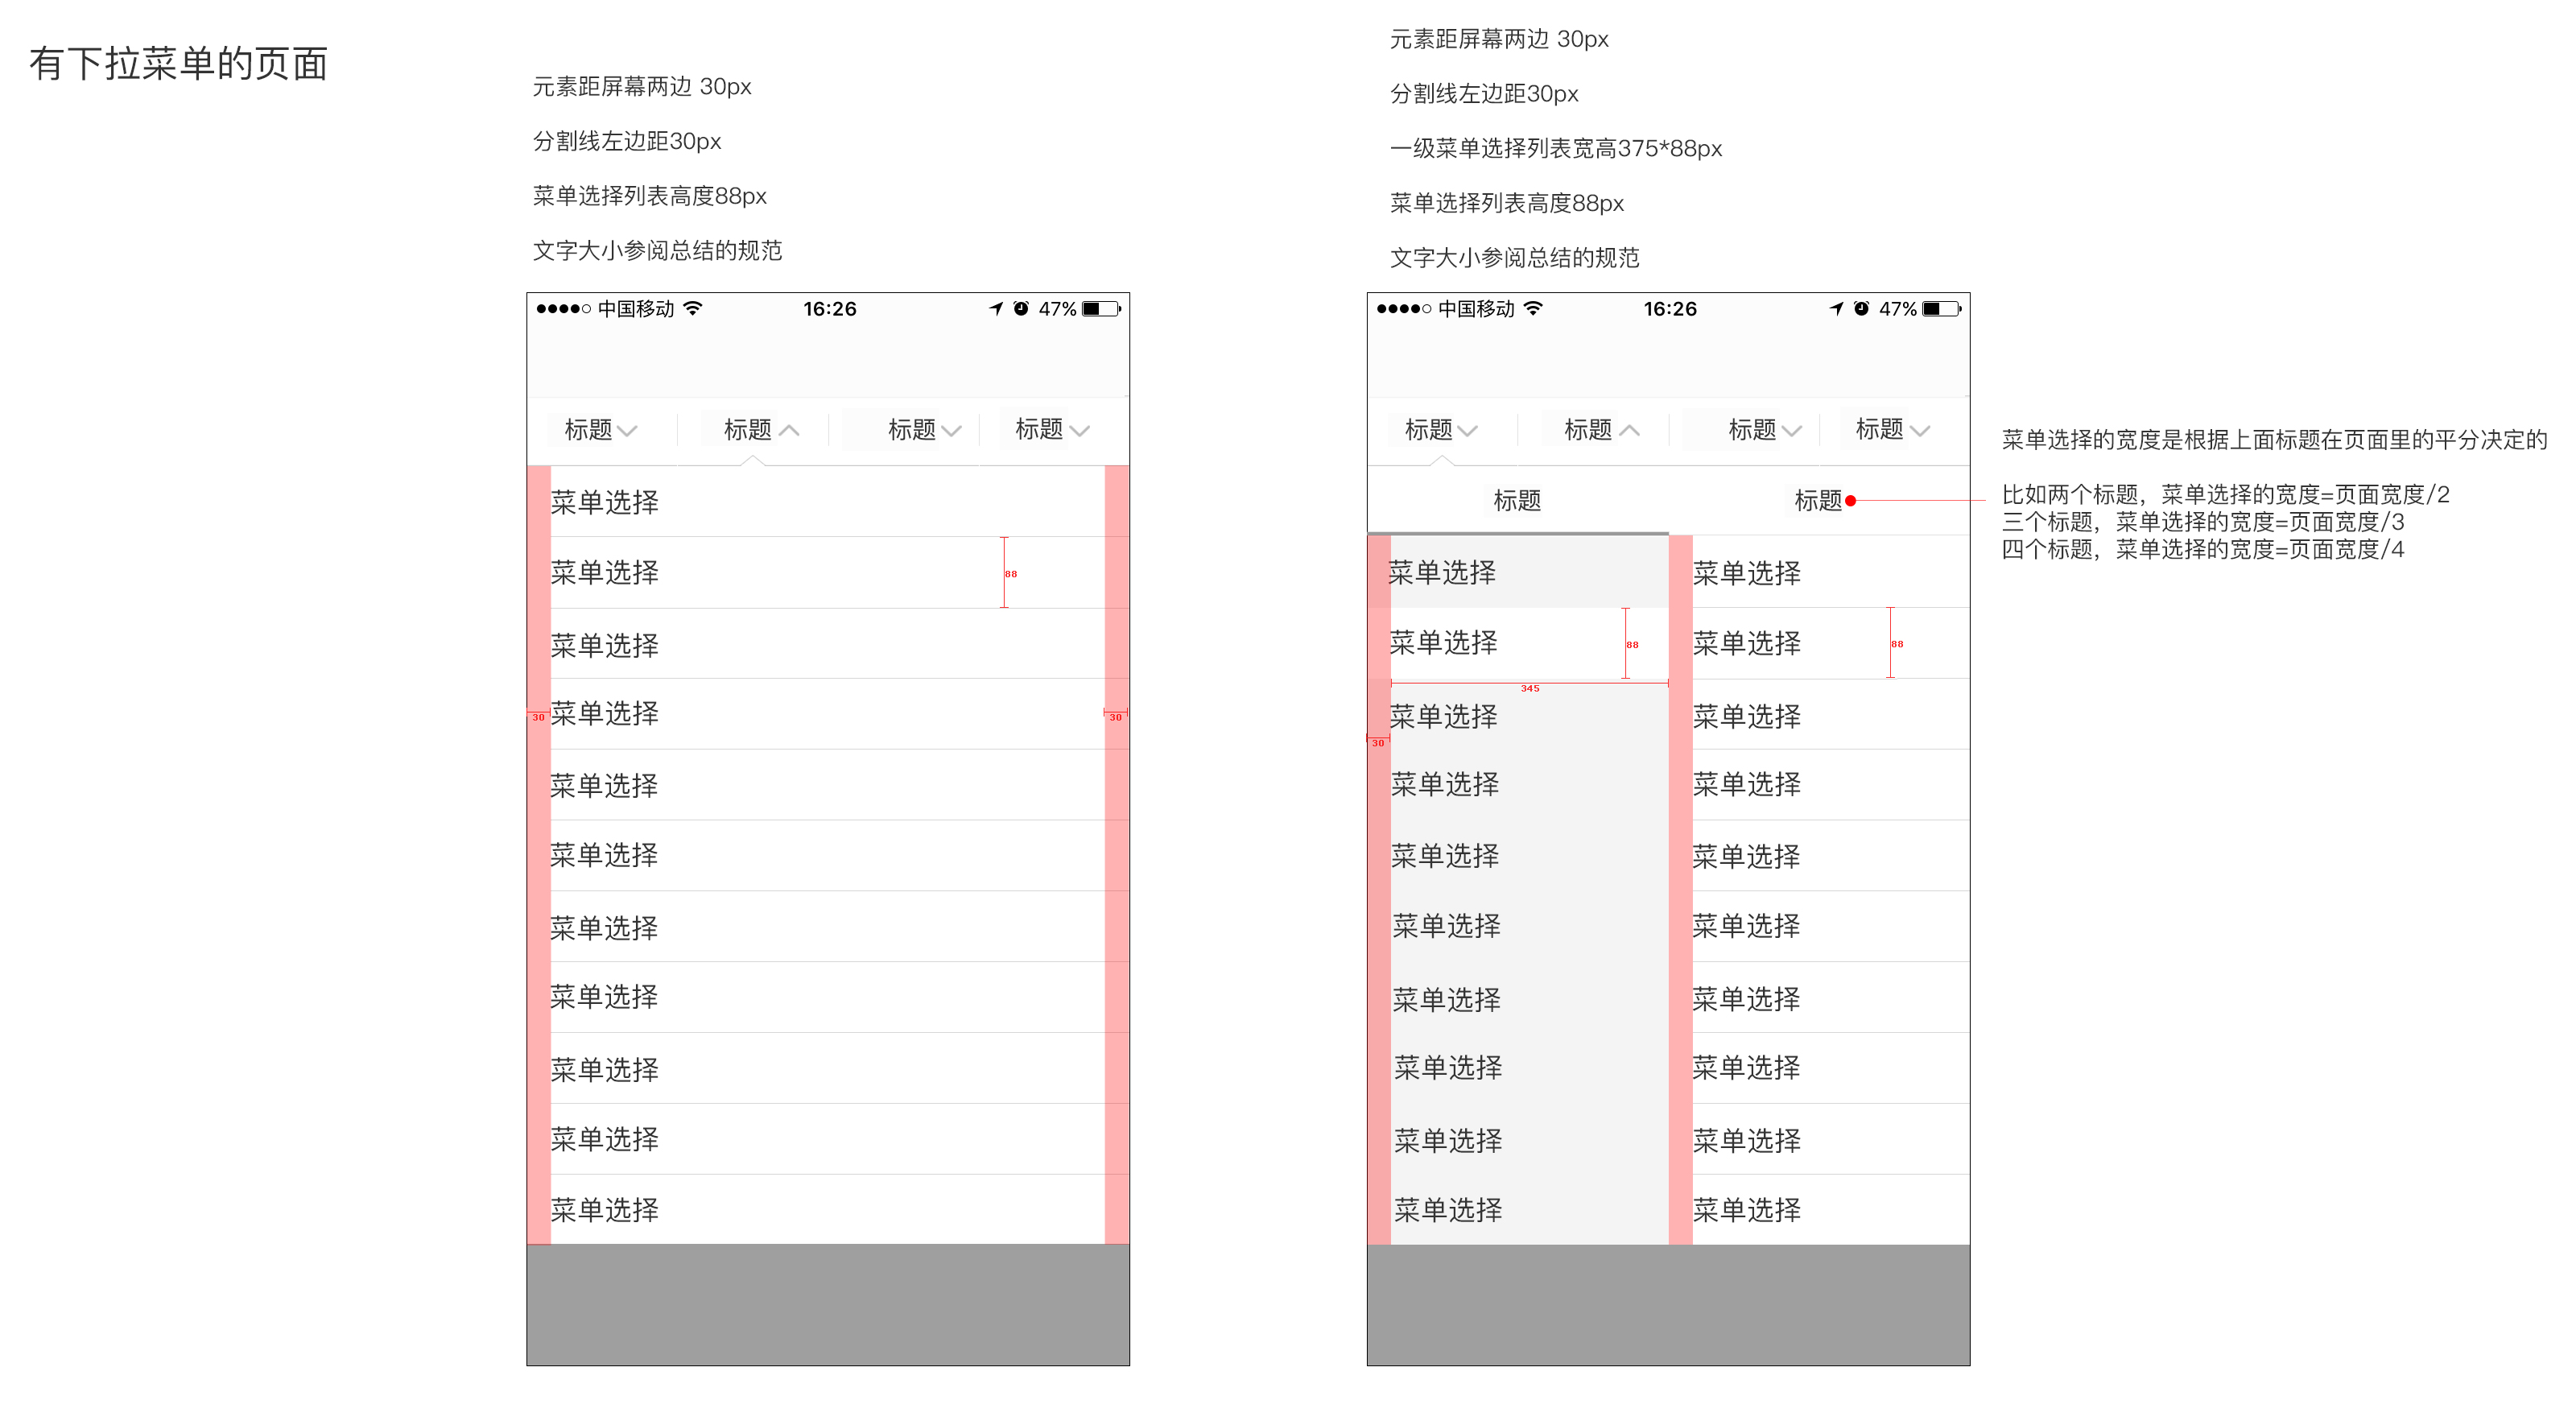 有下拉菜单的页面
元素距屏幕两边 30px
分割线左边距30px
菜单选择列表高度88px
文字大小参阅总结的规范
中国移动 16:26 47%
标题 标题 标题 标题
菜单选择
菜单选择
88
菜单选择
菜单选择
30 30
菜单选择
菜单选择
菜单选择
菜单选择
菜单选择
菜单选择
菜单选择
元素距屏幕两边 30px
分割线左边距30px
一级菜单选择列表宽高375*88px
菜单选择列表高度88px
文字大小参阅总结的规范
中国移动 16:26 47%
标题 标题 标题 标题
标题 标题
菜单选择 菜单选择
菜单选择 88 菜单选择 88
345
菜单选择 菜单选择
30
菜单选择 菜单选择
菜单选择 菜单选择
菜单选择 菜单选择
菜单选择 菜单选择
菜单选择 菜单选择
菜单选择 菜单选择
菜单选择 菜单选择
菜单选择的宽度是根据上面标题在页面里的平分决定的
比如两个标题，菜单选择的宽度=页面宽度/2
三个标题，菜单选择的宽度=页面宽度/3
四个标题，菜单选择的宽度=页面宽度/4